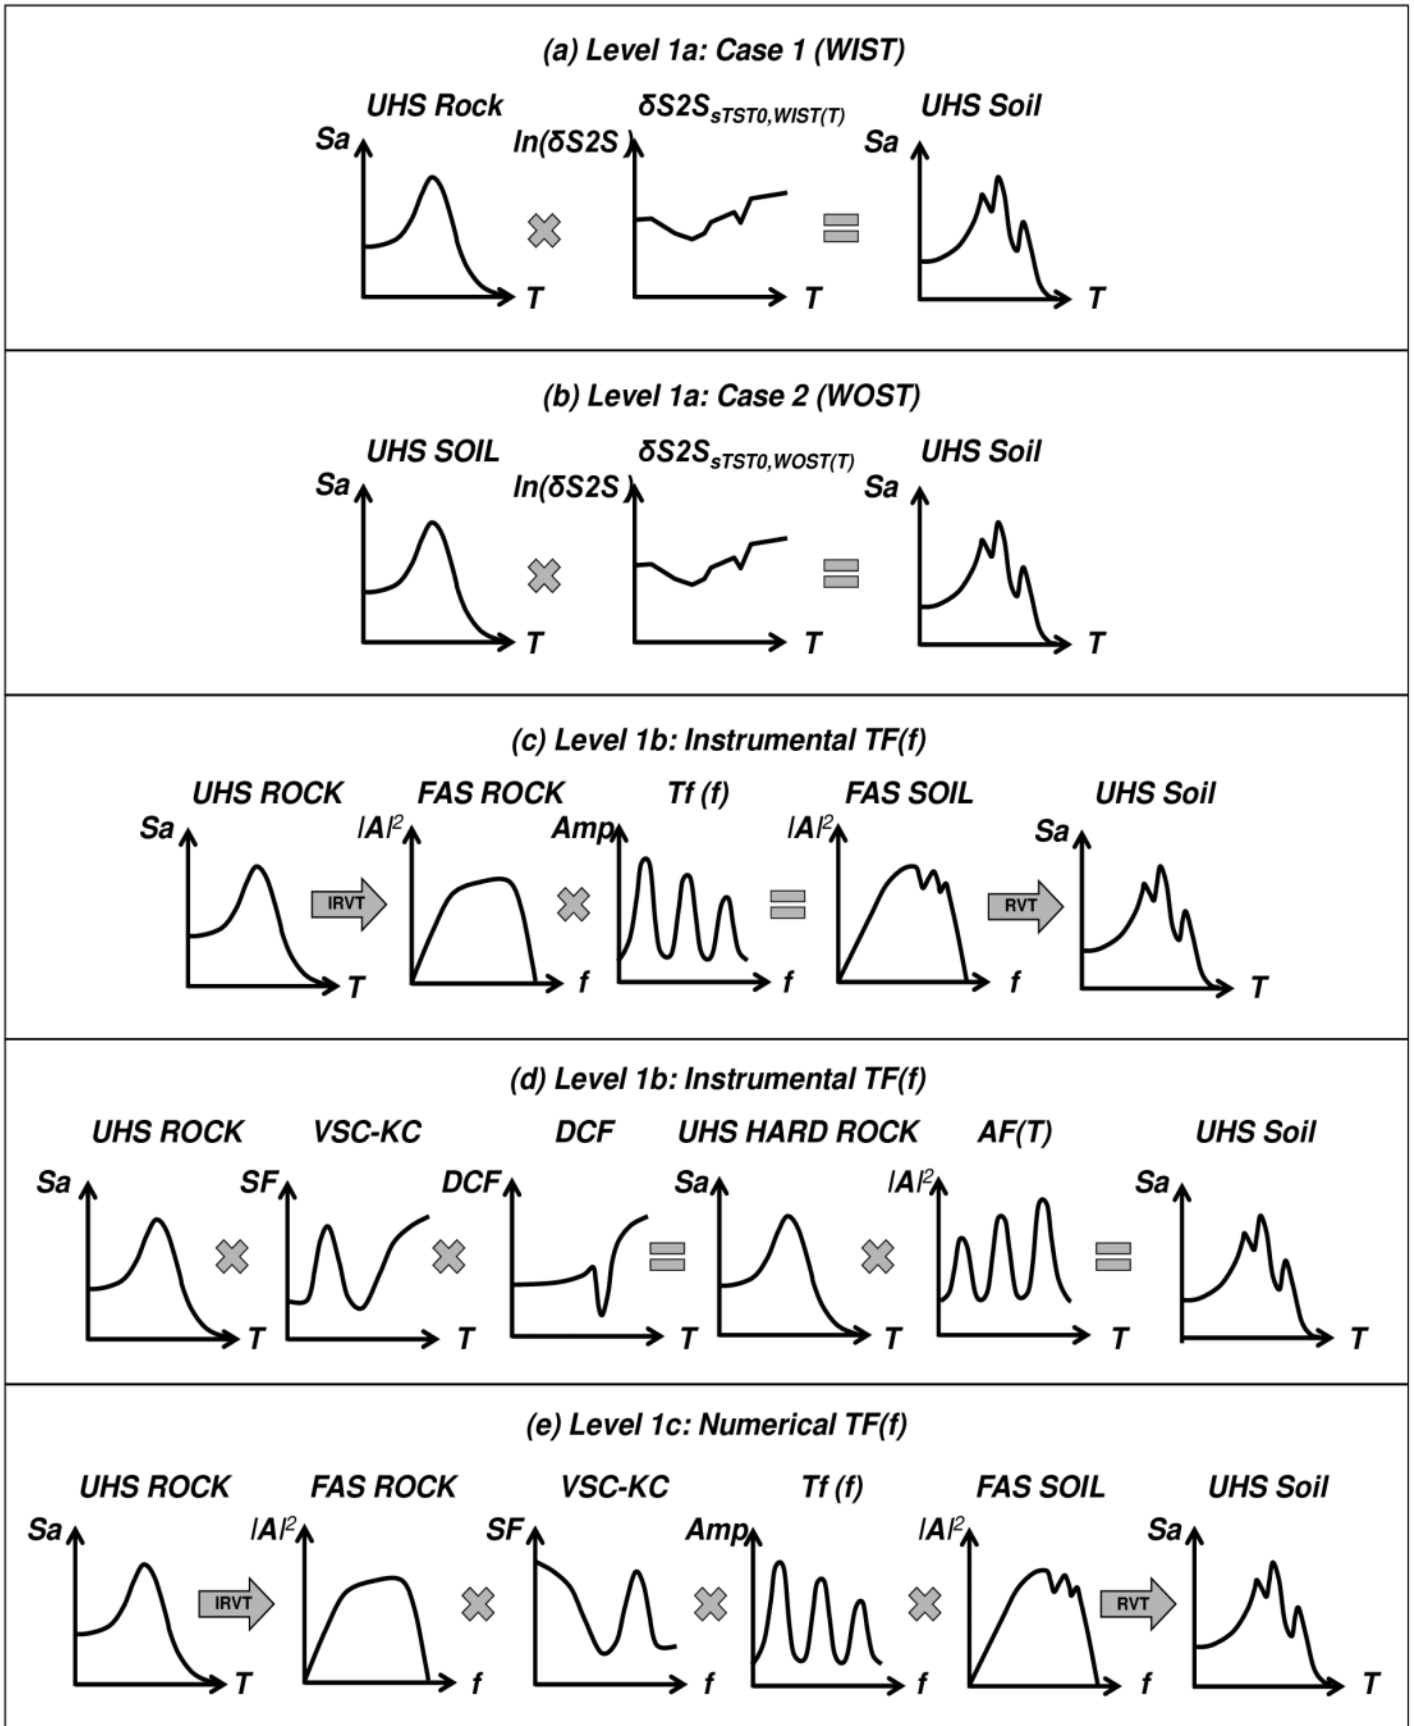 (a) Level 1a: Case 1 (WIST)
UHS Rock δS2SsTST0,WIST(T) UHS Soil
Sa ln(δS2S ) Sa
T T T
(b) Level 1a: Case 2 (WOST)
UHS SOIL δS2SsTST0,WOST(T) UHS Soil
Sa ln(δS2S ) Sa
T T T
(c) Level 1b: Instrumental TF(f)
UHS ROCK FAS ROCK Tf (f) FAS SOIL UHS Soil
Sa |A|² Amp |A|² Sa
IRVT RVT
T f f f T
(d) Level 1b: Instrumental TF(f)
UHS ROCK VSC-KC DCF UHS HARD ROCK AF(T) UHS Soil
Sa SF DCF Sa |A|² Sa
T T T T T T
(e) Level 1c: Numerical TF(f)
UHS ROCK FAS ROCK VSC-KC Tf (f) FAS SOIL UHS Soil
Sa |A|² SF Amp |A|² Sa
IRVT RVT
T f f f f T